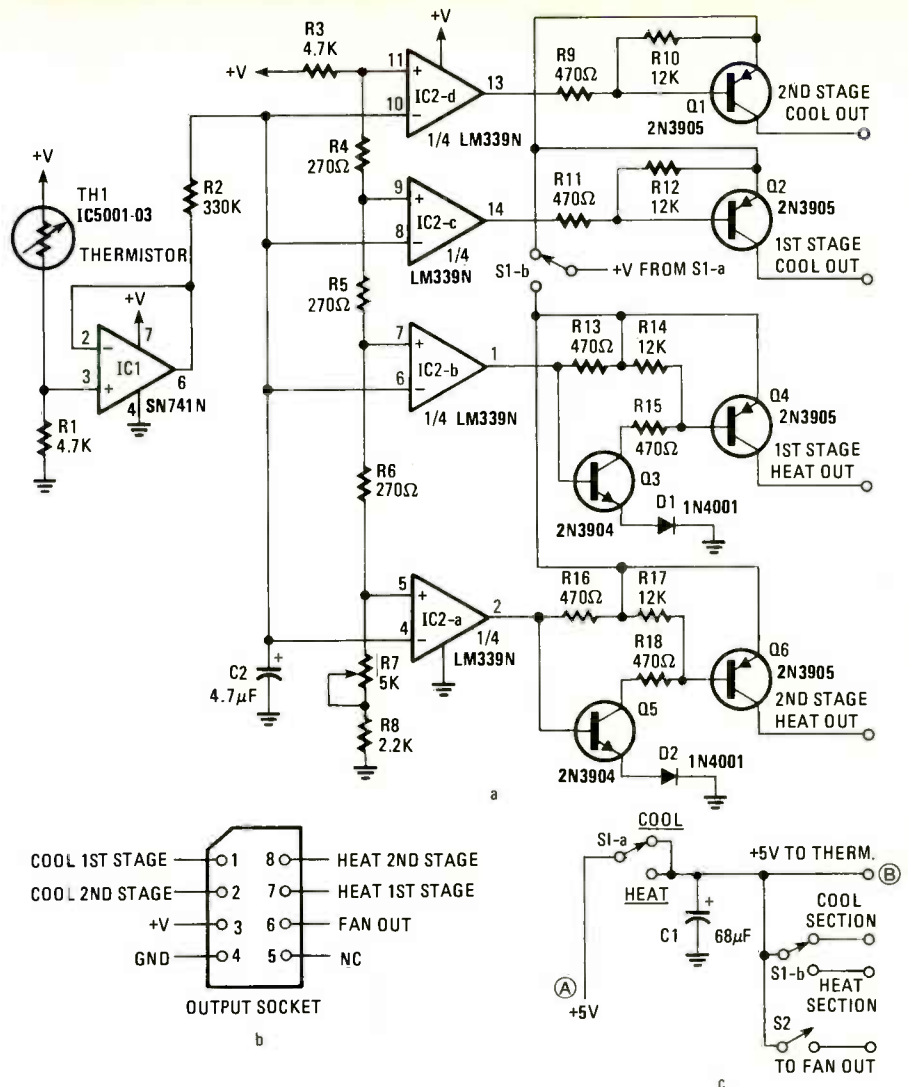 R3
4.7K
+V
+V
11
+
IC2-d
10
−
13
1/4 LM339N
R9
470Ω
R10
12K
Q1
2N3905
2ND STAGE
COOL OUT
R4
270Ω
+V
R2
330K
TH1
IC5001-03
THERMISTOR
9
+
IC2-c
8
−
14
1/4
LM339N
R11
470Ω
R12
12K
Q2
2N3905
1ST STAGE
COOL OUT
S1-b
+V FROM S1-a
R5
270Ω
+V
2
−
7
IC1
3
+
6
4
SN741N
R1
4.7K
7
+
IC2-b
6
−
1
1/4 LM339N
R13
470Ω
R14
12K
R15
470Ω
Q4
2N3905
1ST STAGE
HEAT OUT
Q3
2N3904
D1
1N4001
R6
270Ω
5
+
IC2-a
4
−
2
1/4
LM339N
R16
470Ω
R17
12K
R18
470Ω
Q6
2N3905
2ND STAGE
HEAT OUT
Q5
2N3904
D2
1N4001
C2
4.7μF
+
R7
5K
R8
2.2K
a
COOL 1ST STAGE 1 8 HEAT 2ND STAGE
COOL 2ND STAGE 2 7 HEAT 1ST STAGE
+V 3 6 FAN OUT
GND 4 5 NC
OUTPUT SOCKET
b
COOL
S1-a
HEAT
+5V TO THERM.
B
+
C1
68μF
COOL
SECTION
S1-b
HEAT
SECTION
A
+5V
S2
TO FAN OUT
c